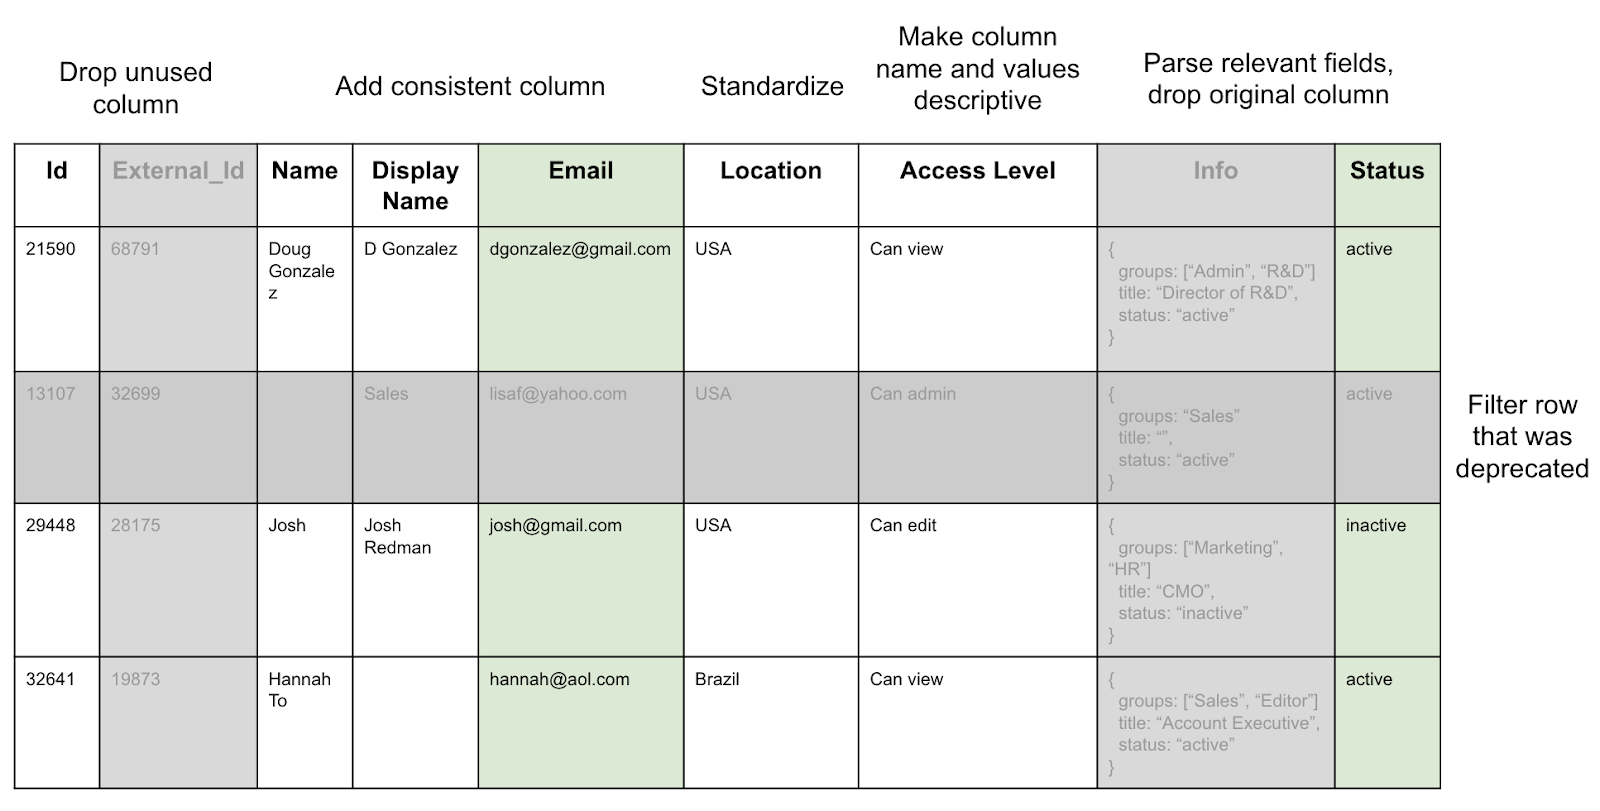 Drop unused
column
Add consistent column
Standardize
Make column
name and values
descriptive
Parse relevant fields,
drop original column
Id
External_Id
Name
Display
Name
Email
Location
Access Level
Info
Status
21590
68791
Doug
Gonzale
z
D Gonzalez
dgonzalez@gmail.com
USA
Can view
{
groups: [“Admin”, “R&D”]
title: “Director of R&D”,
status: “active”
}
active
13107
32699
Sales
lisaf@yahoo.com
USA
Can admin
{
groups: “Sales”
title: “”,
status: “active”
}
active
Filter row
that was
deprecated
29448
28175
Josh
Josh
Redman
josh@gmail.com
USA
Can edit
{
groups: [“Marketing”,
“HR”]
title: “CMO”,
status: “inactive”
}
inactive
32641
19873
Hannah
To
hannah@aol.com
Brazil
Can view
{
groups: [“Sales”, “Editor”]
title: “Account Executive”,
status: “active”
}
active